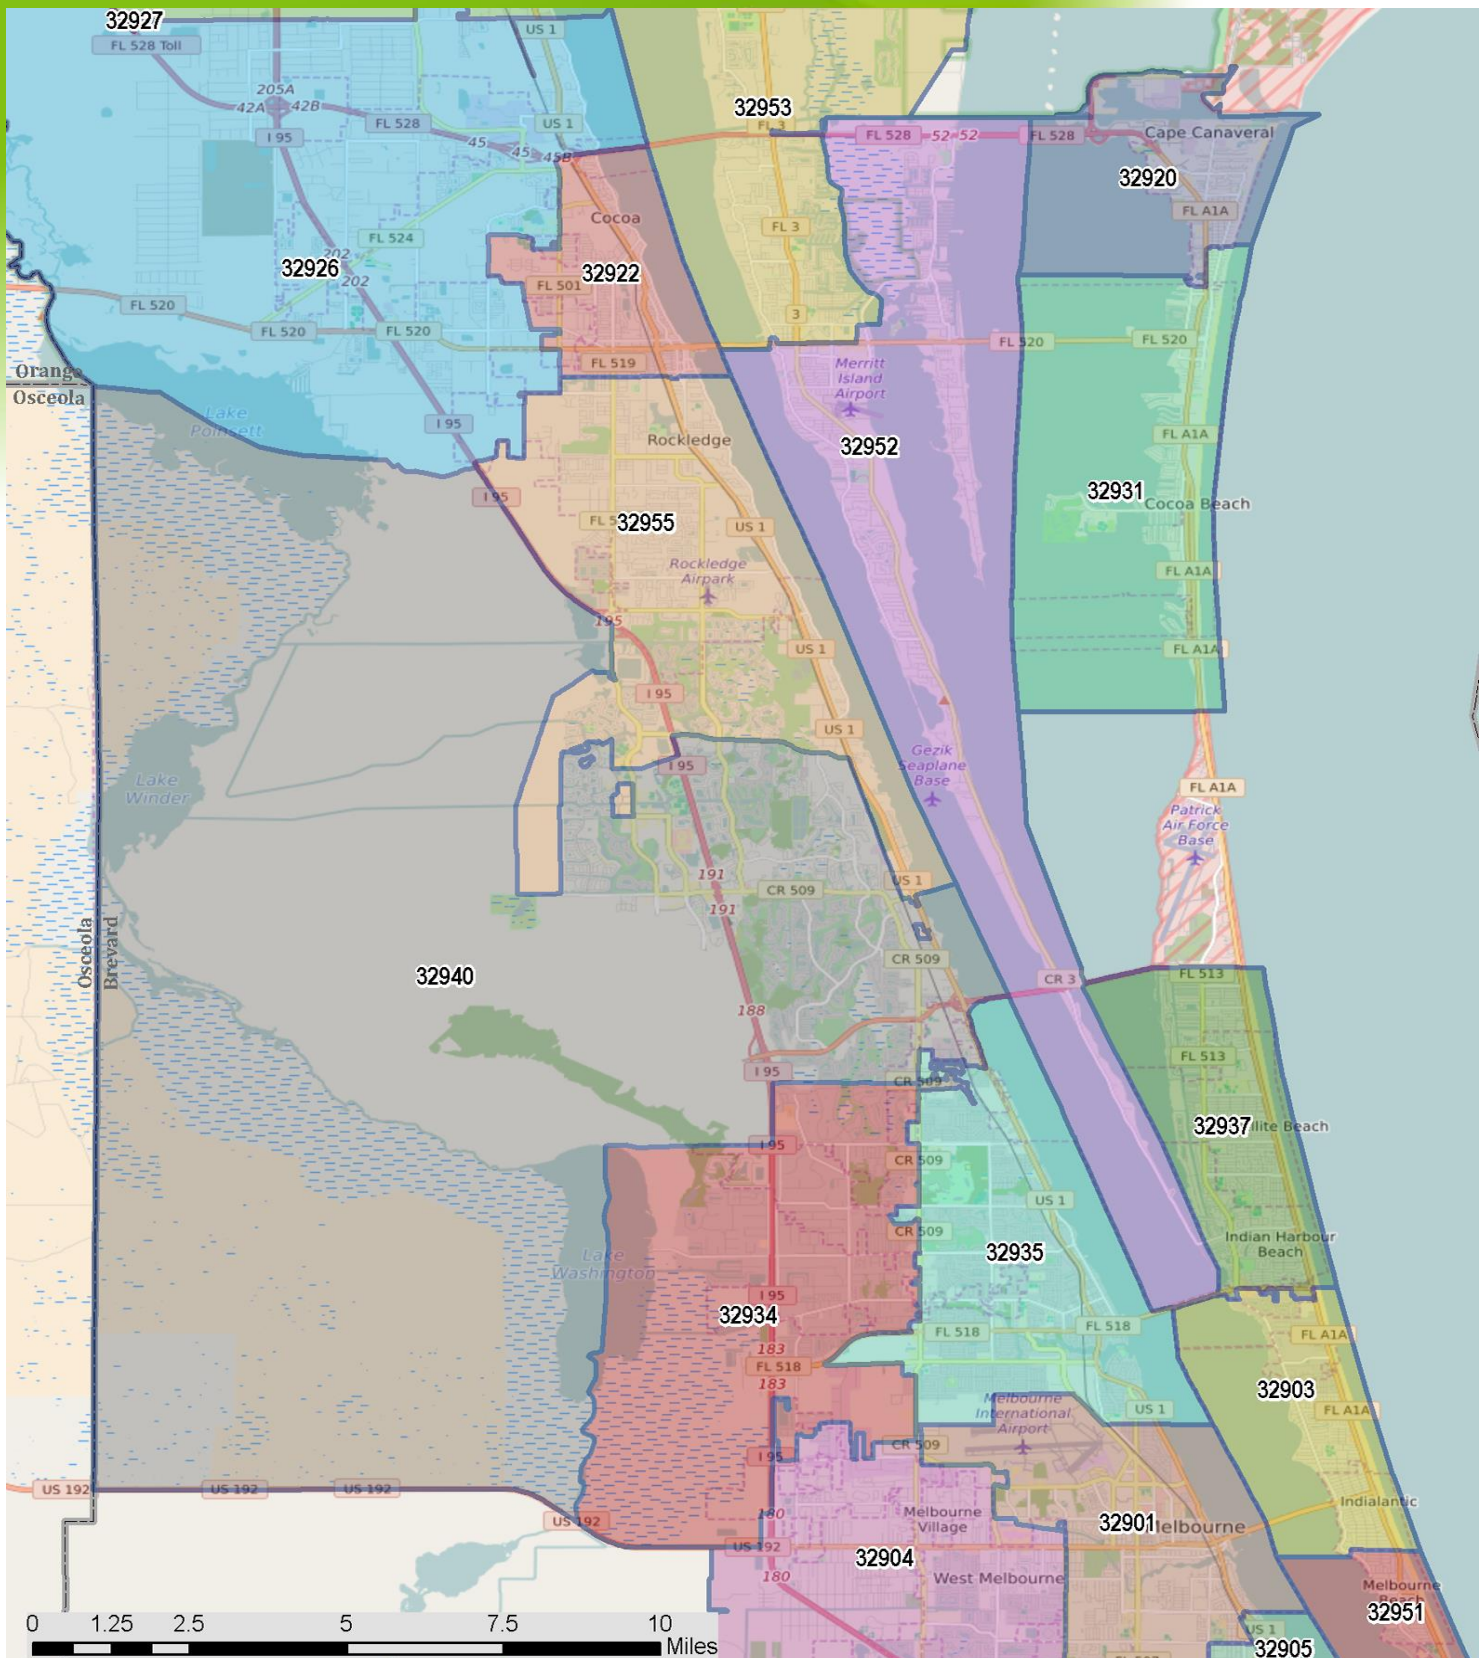 32927
FL 528 Toll
US 1
205A
42A
42B
I 95
FL 528
US 1
45
45
45B
32953
FL 3
FL 528
52
52
FL 528
Cape Canaveral
32920
FL A1A
Cocoa
FL 3
FL 524
202
32926
202
32922
FL 501
FL 520
FL 520
FL 520
3
FL 520
FL 520
FL 519
Orange
Osceola
Merritt
Island
Airport
Lake
Poinsett
I 95
Rockledge
32952
FL A1A
I 95
32931
Cocoa Beach
32955
US 1
Rockledge
Airpark
FL A1A
195
US 1
FL A1A
I 95
US 1
Gezik
Seaplane
Base
I 95
Lake
Winder
FL A1A
Patrick
Air Force
Base
191
CR 509
US 1
191
Osceola
Brevard
CR 509
32940
CR 3
FL 513
188
FL 513
I 95
CR 509
32937
llite Beach
I 95
CR 509
US 1
CR 509
Indian Harbour
Beach
32935
Lake
Washington
I 95
32934
FL 518
FL 518
FL A1A
183
FL 518
183
32903
Melbourne
International
Airport
US 1
FL A1A
CR 509
I 95
US 192
US 192
US 192
Indialantic
180
Melbourne
Village
US 192
32901
Melbourne
US 192
32904
180
West Melbourne
Melbourne
Beach
32951
US 1
32905
0 1.25 2.5 5 7.5 10
Miles